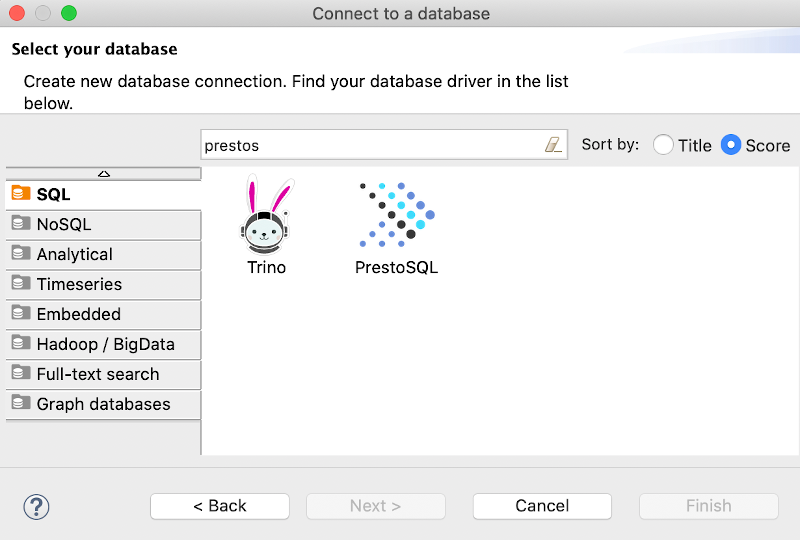 Connect to a database
Select your database
Create new database connection. Find your database driver in the list
below.
prestos
Sort by:
Title
Score
SQL
NoSQL
Analytical
Timeseries
Embedded
Hadoop / BigData
Full-text search
Graph databases
Trino
PrestoSQL
?
< Back
Next >
Cancel
Finish